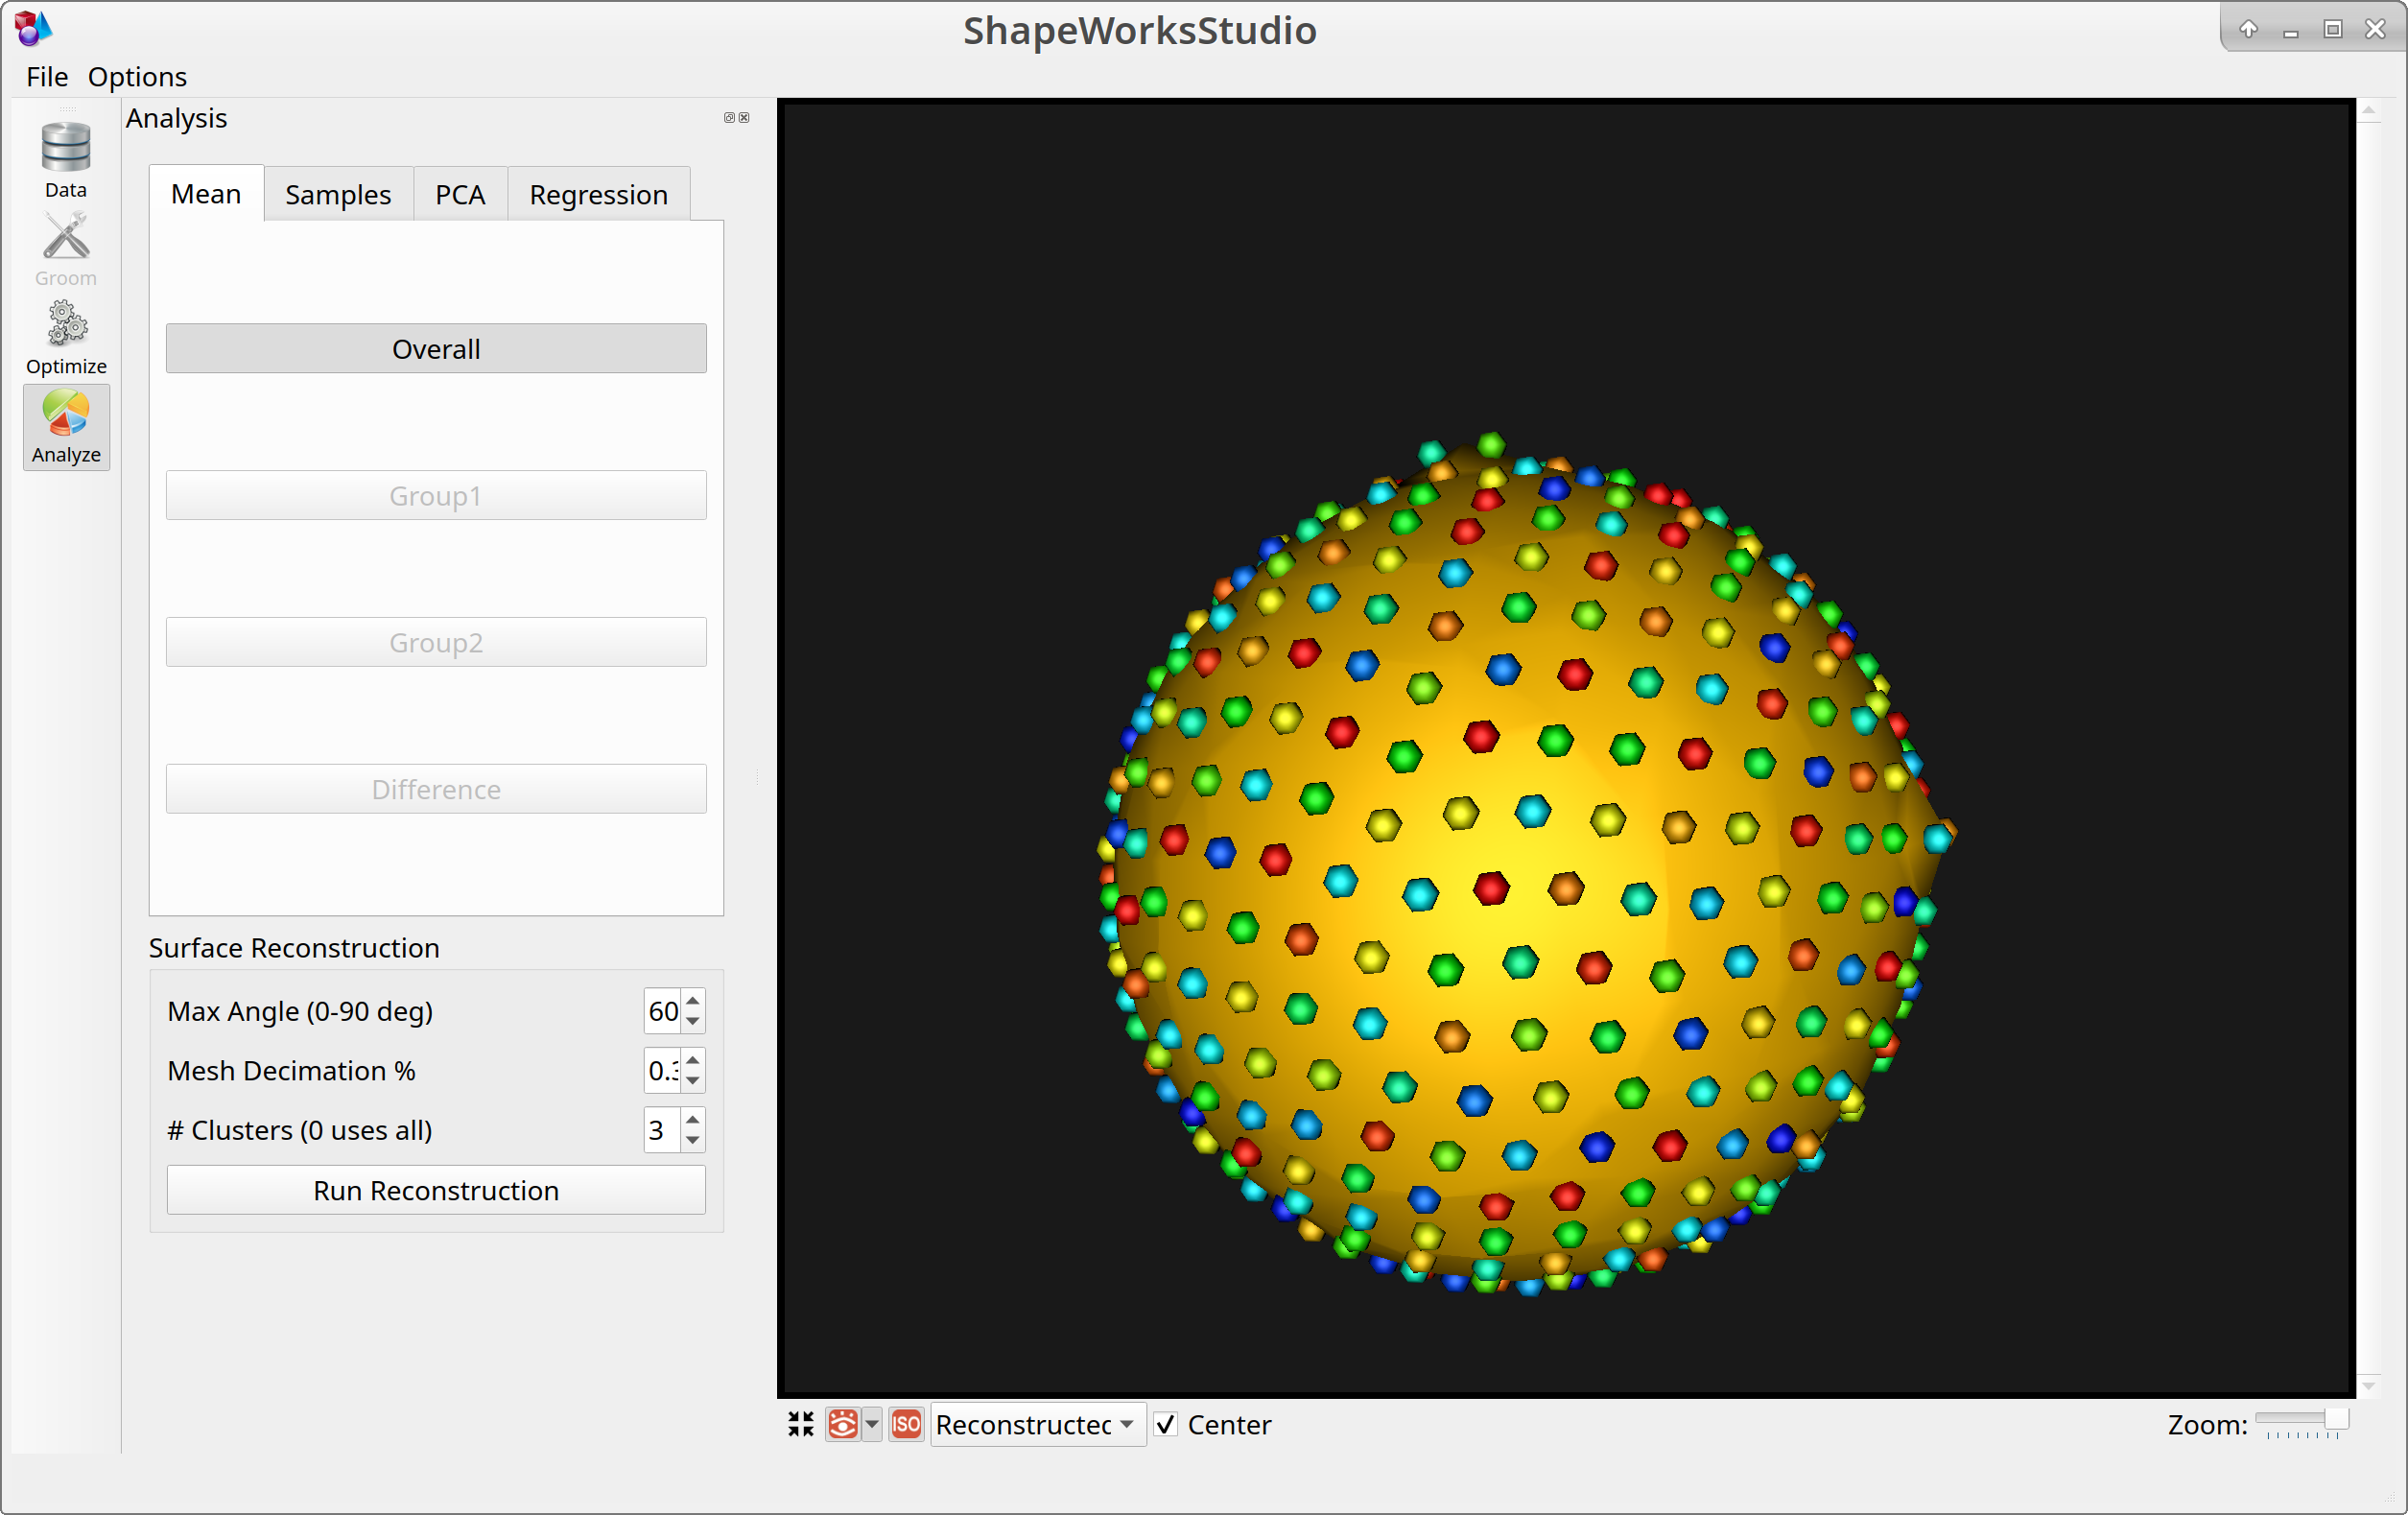 ShapeWorksStudio
File Options
Data
Groom
Optimize
Analyze
Analysis
Mean Samples PCA Regression
Overall
Group1
Group2
Difference
Surface Reconstruction
Max Angle (0-90 deg) 60
Mesh Decimation % 0.3
# Clusters (0 uses all) 3
Run Reconstruction
ISO Reconstructec Center Zoom: